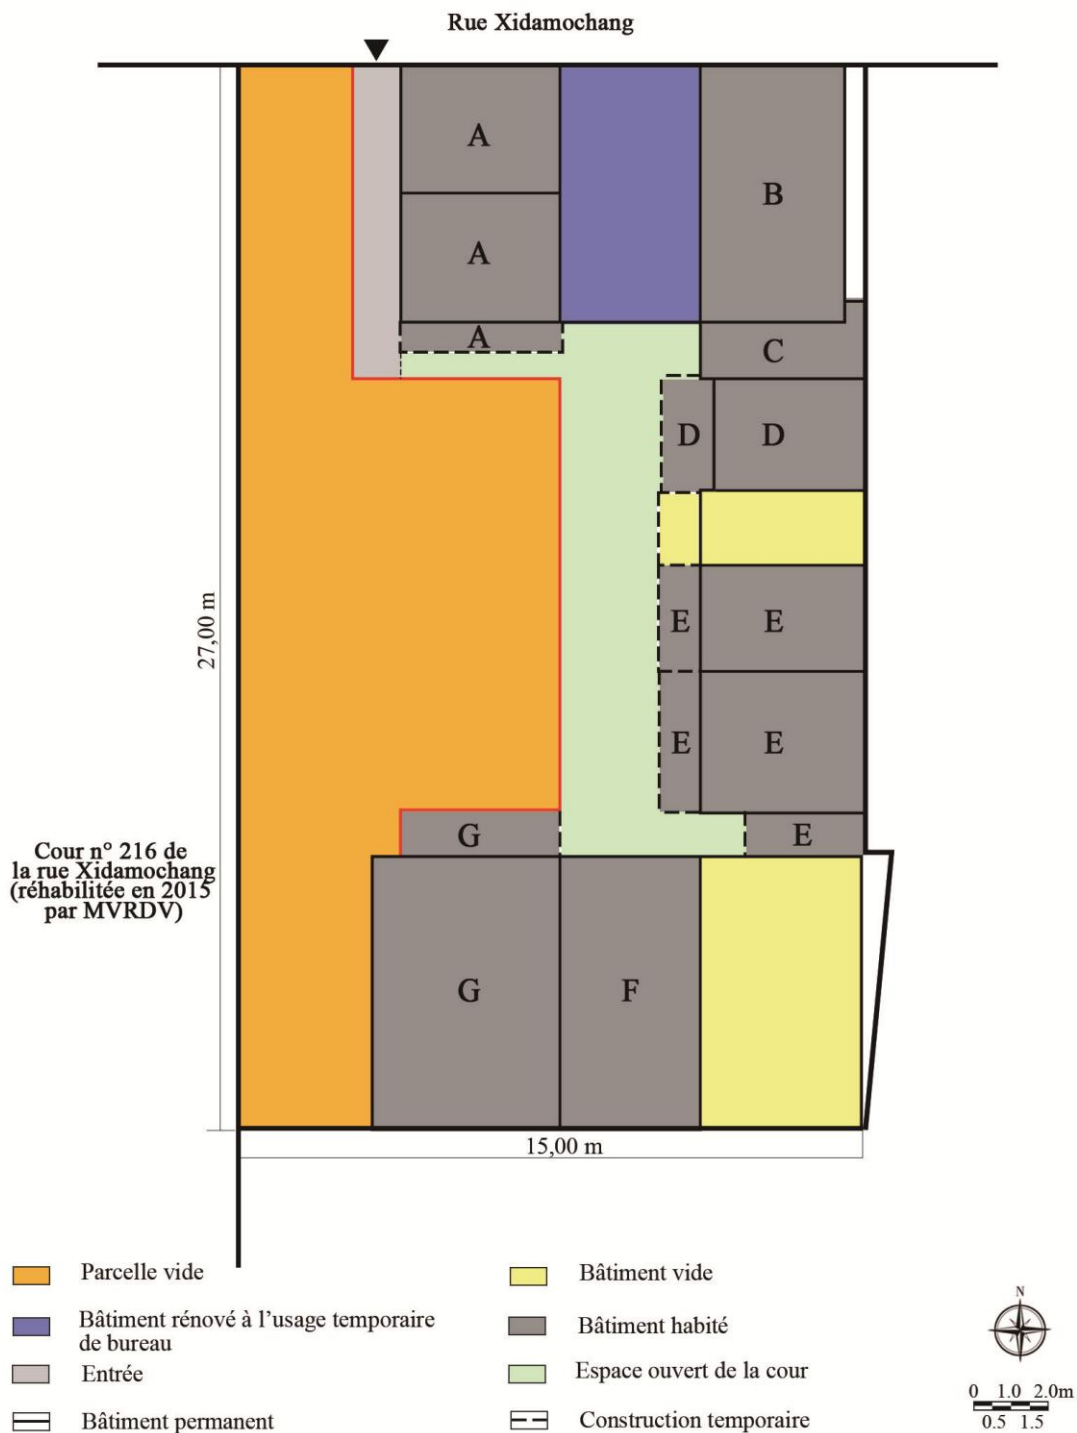 Rue Xidamochang
A
A
A
B
C
D
D
E
E
E
E
E
G
G
F
27,00 m
Cour n° 216 de
la rue Xidamochang
(réhabilitée en 2015
par MVRDV)
15,00 m
Parcelle vide
Bâtiment rénové à l'usage temporaire
de bureau
Entrée
Bâtiment permanent
Bâtiment vide
Bâtiment habité
Espace ouvert de la cour
Construction temporaire
N
0 1.0 2.0m
0.5 1.5